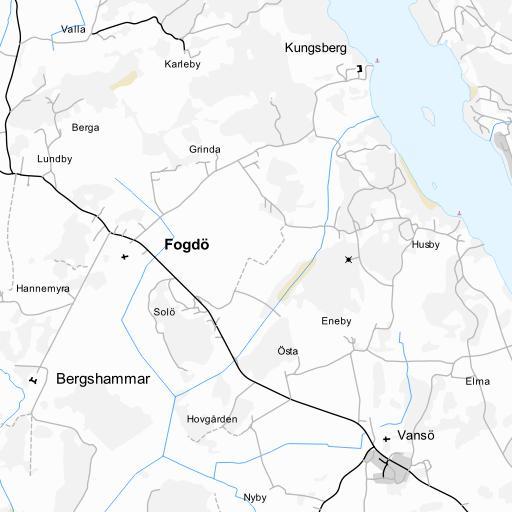 Valla
Kungsberg
Karleby
Berga
Grinda
Lundby
Fogdö
Husby
Hannemyra
Solö
Eneby
Östa
Bergshammar
Elma
Hovgården
Vansö
Nyby